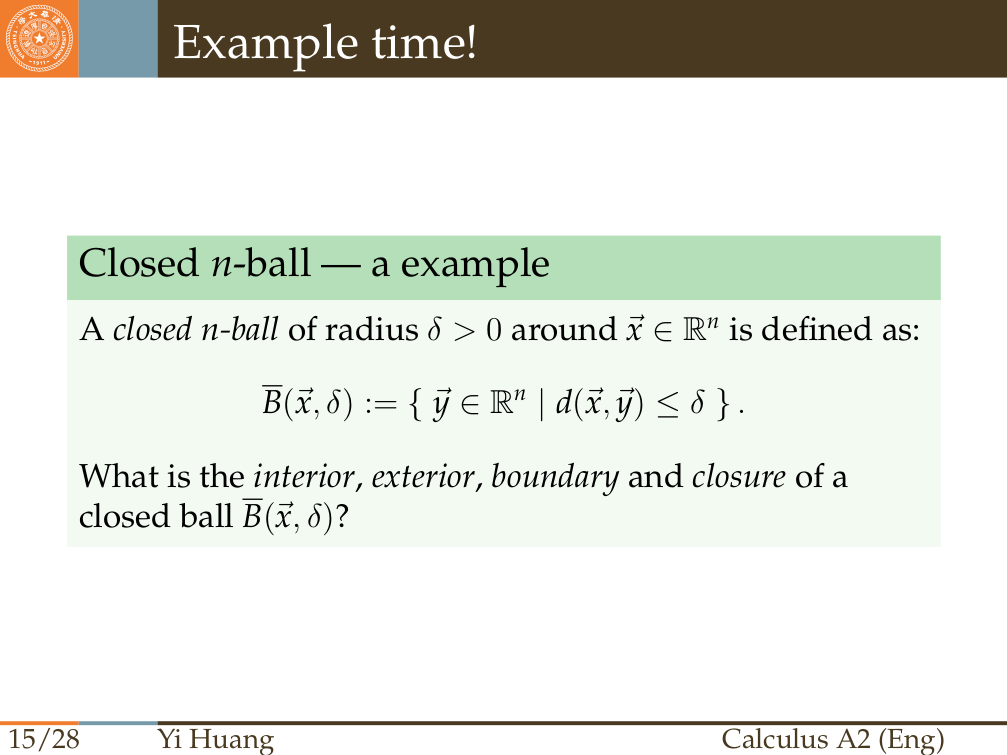 Example time!
Closed n-ball — a example
A closed n-ball of radius δ > 0 around x⃗ ∈ ℝⁿ is defined as:
B̅(x⃗, δ) := { y⃗ ∈ ℝⁿ | d(x⃗, y⃗) ≤ δ } .
What is the interior, exterior, boundary and closure of a
closed ball B̅(x⃗, δ)?
15/28 Yi Huang Calculus A2 (Eng)